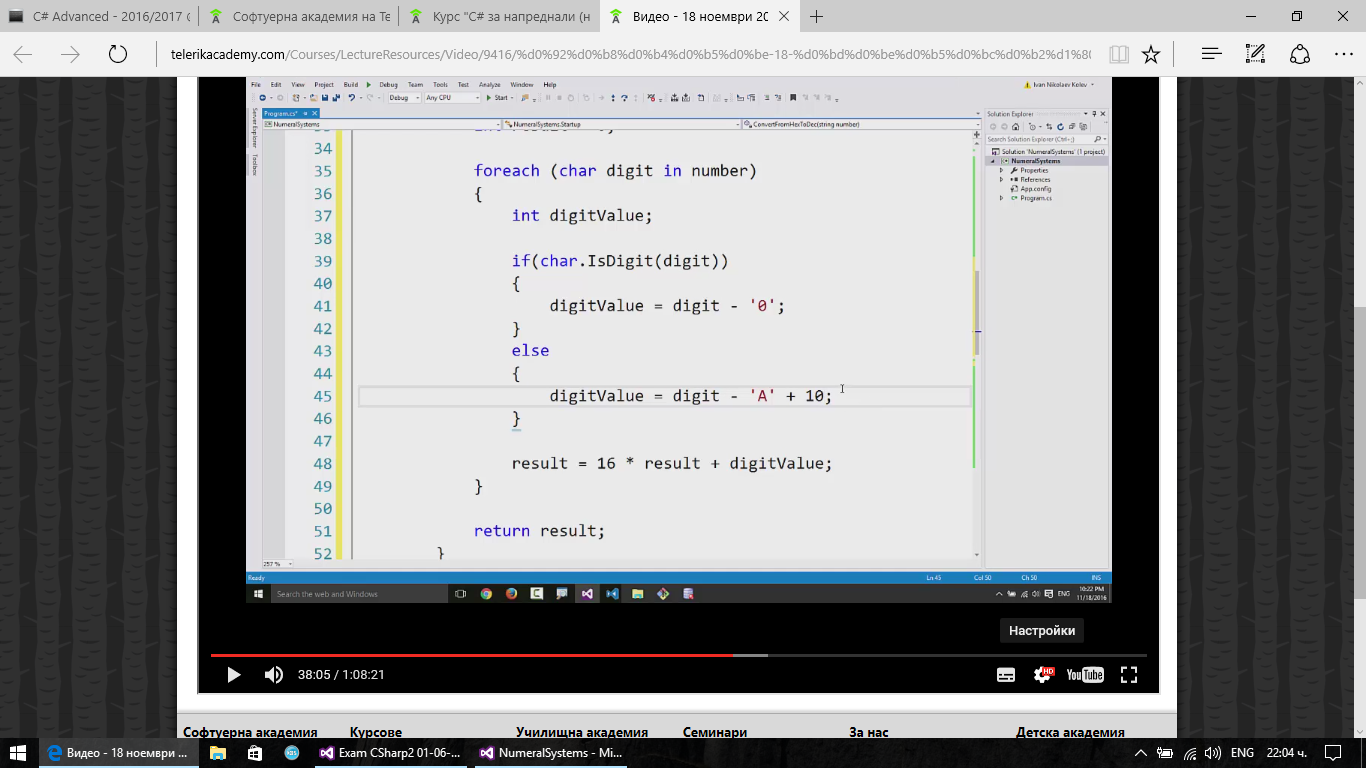 C# Advanced - 2016/2017
Софтуерна академия на Те
Курс "C# за напреднали (н
Видео - 18 ноември 20
telerikacademy.com/Courses/LectureResources/Video/9416/%d0%92%d0%b8%d0%b4%d0%b5%d0%be-18-%d0%bd%d0%be%d0%b5%d0%bc%d0%b2%d1%80
File Edit View Project Build Debug Team Tools Test Analyze Window Help
Ivan Nikolaev Kolev
Debug Any CPU Start
Program.cs*
Solution Explorer
NumeralSystems
NumeralSystems.Startup
ConvertFromHexToDec(string number)
Server Explorer
Toolbox
Search Solution Explorer (Ctrl+;)
Solution 'NumeralSystems' (1 project)
NumeralSystems
Properties
References
App.config
Program.cs
34
35 foreach (char digit in number)
36 {
37 int digitValue;
38
39 if(char.IsDigit(digit))
40 {
41 digitValue = digit - '0';
42 }
43 else
44 {
45 digitValue = digit - 'A' + 10;
46 }
47
48 result = 16 * result + digitValue;
49 }
50
51 return result;
52 }
257 %
Ready Ln 45 Col 50 Ch 50 INS
Search the web and Windows
ENG
10:22 PM
11/18/2016
Настройки
38:05 / 1:08:21
HD
YouTube
Софтуерна академия Курсове Училищна академия Семинари За нас Детска академия
Видео - 18 ноември ...
Exam CSharp2 01-06-...
NumeralSystems - Mi...
ENG 22:04 ч.